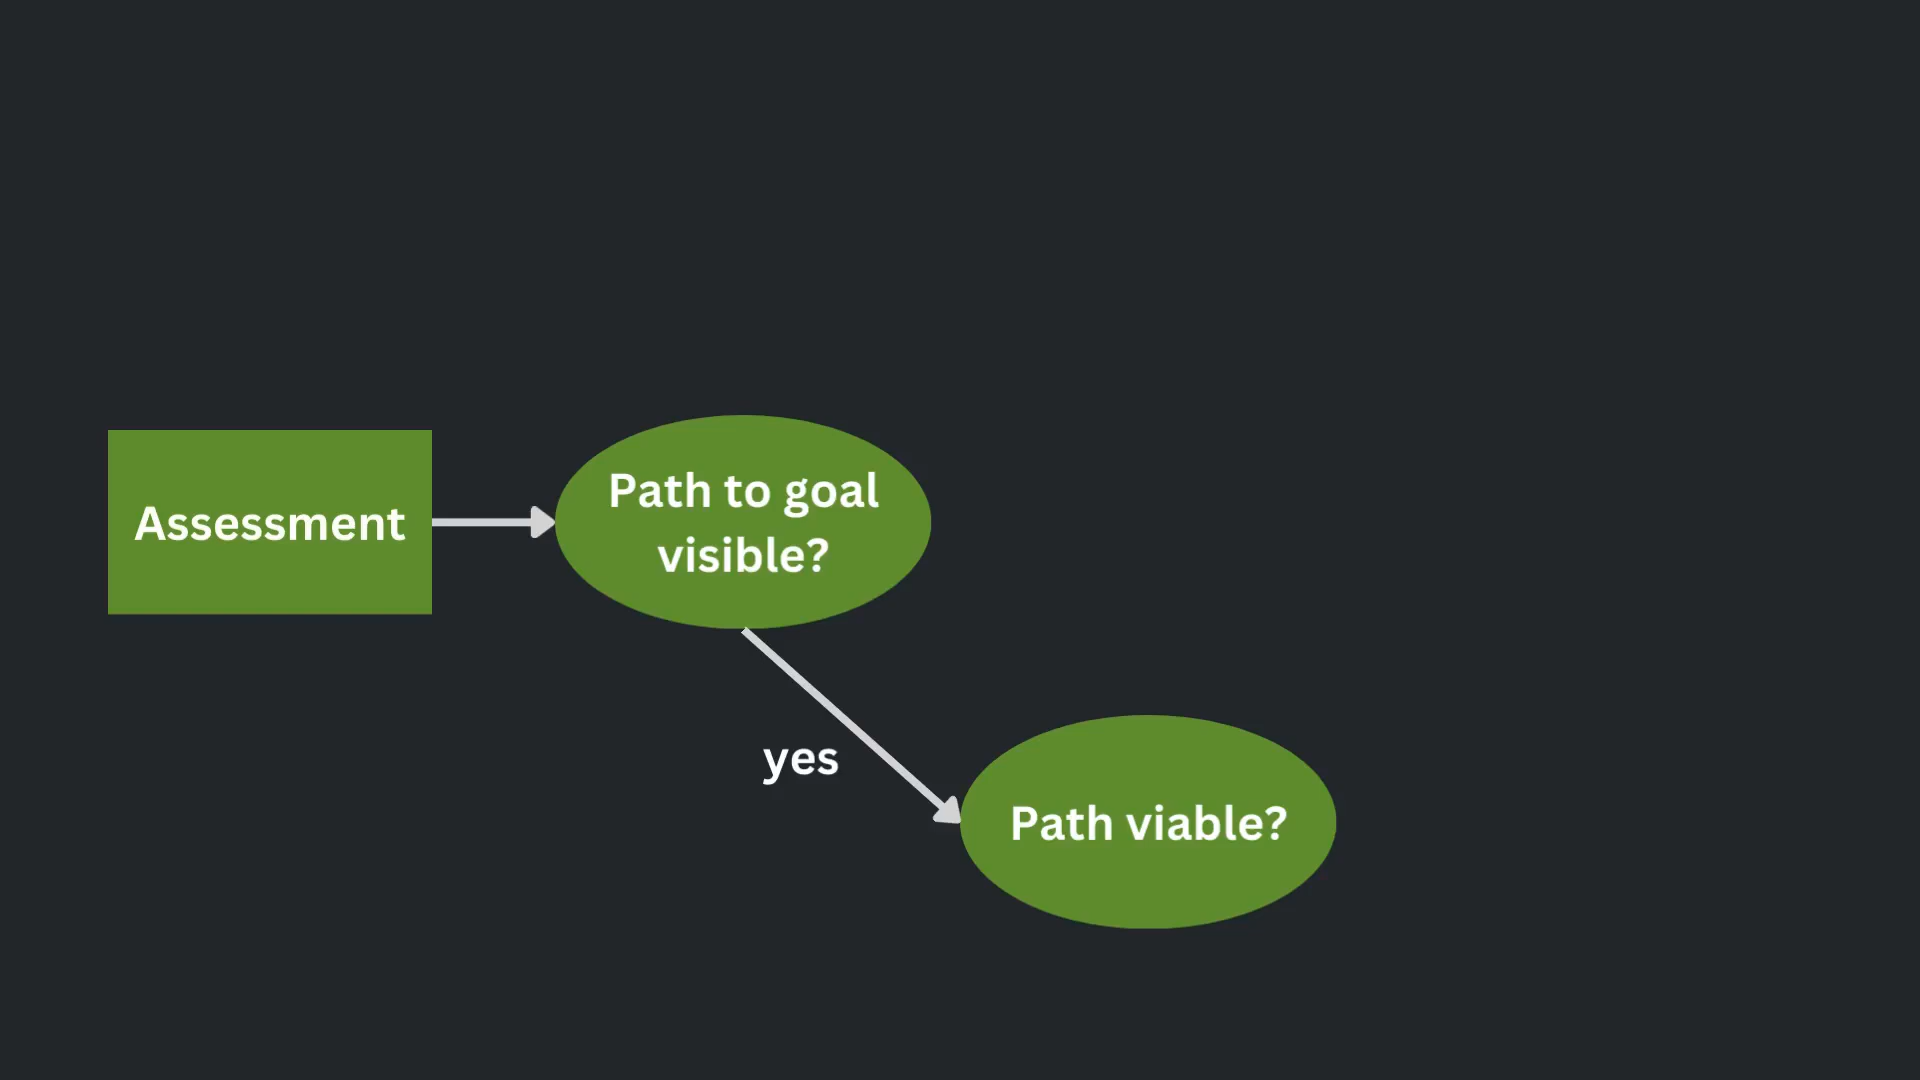 Assessment
Path to goal
visible?
yes
Path viable?